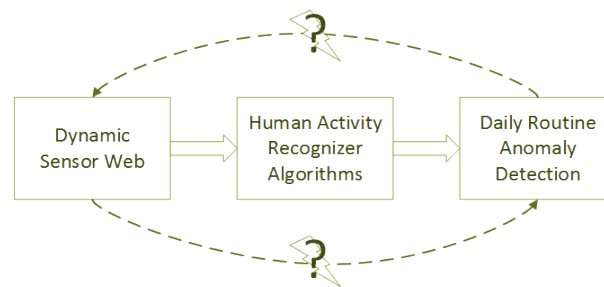 ?
Dynamic
Sensor Web
Human Activity
Recognizer
Algorithms
Daily Routine
Anomaly
Detection
?